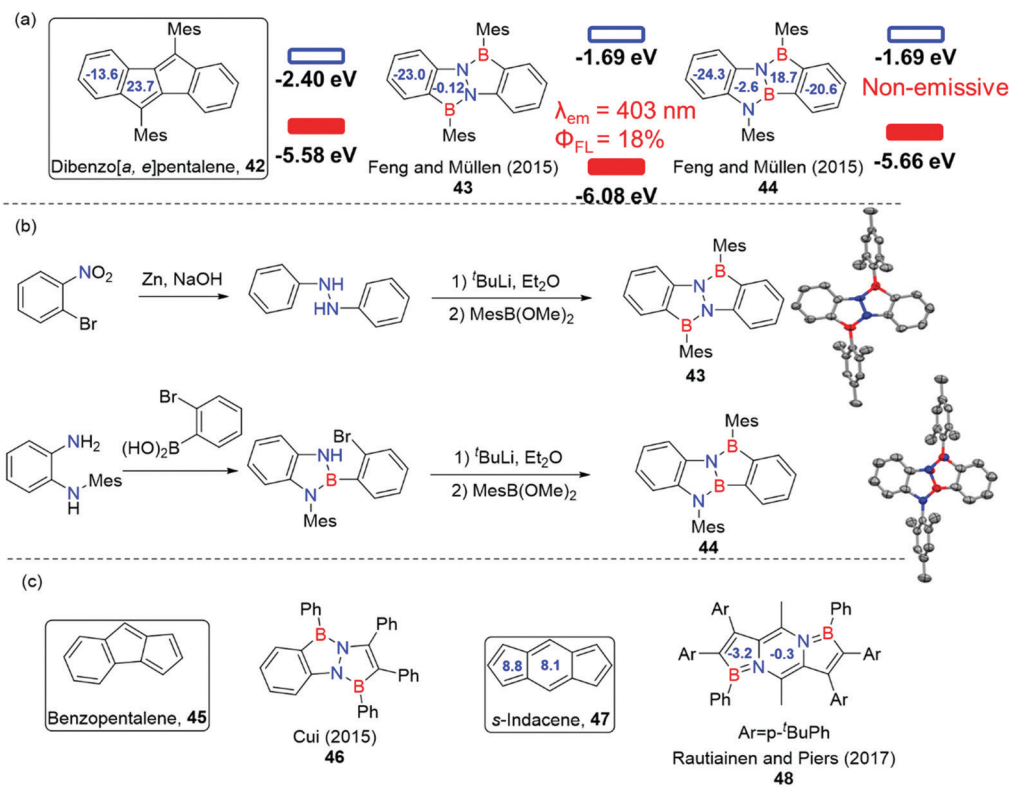 (a)
Mes
-13.6
23.7
Mes
Dibenzo[a, e]pentalene, 42
-2.40 eV
-5.58 eV
Mes
B
-23.0
N
-0.12
N
B
Mes
Feng and Müllen (2015)
43
-1.69 eV
λem = 403 nm
ΦFL = 18%
-6.08 eV
Mes
B
-24.3
N
18.7
-2.6
B
-20.6
N
Mes
Feng and Müllen (2015)
44
-1.69 eV
Non-emissive
-5.66 eV
(b)
NO2
Br
Zn, NaOH
NH
HN
1) tBuLi, Et2O
2) MesB(OMe)2
Mes
B
N
N
B
Mes
43
NH2
N
H
Mes
Br
(HO)2B
NH
Br
B
N
Mes
1) tBuLi, Et2O
2) MesB(OMe)2
Mes
B
N
B
N
Mes
44
(c)
Benzopentalene, 45
Ph
B
Ph
N
N
Ph
B
Ph
Cui (2015)
46
8.8
8.1
s-Indacene, 47
Ar
Ph
B
N
Ar
-3.2
-0.3
Ar
N
B
Ph
Ar
Ar=p-tBuPh
Rautiainen and Piers (2017)
48